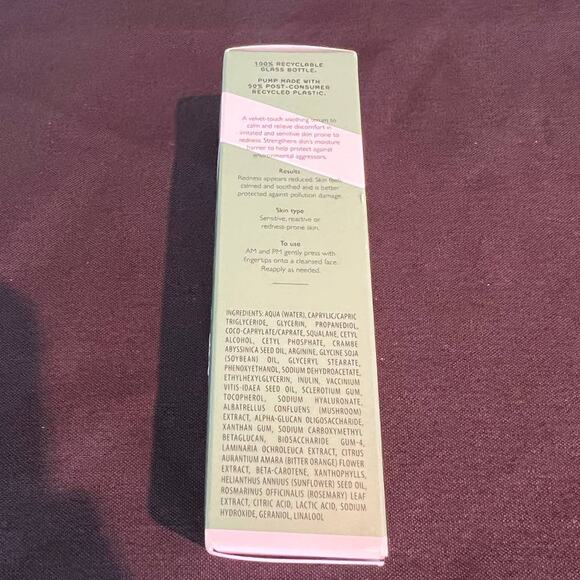 100% RECYCLABLE
GLASS BOTTLE.
PUMP MADE WITH
50% POST-CONSUMER
RECYCLED PLASTIC.
A velvet-touch soothing serum to
calm and relieve discomfort in
irritated and sensitive skin prone to
redness. Strengthens skin's moisture
barrier to help protect against
environmental aggressors.
Results
Redness appears reduced. Skin feels
calmed and soothed and is better
protected against pollution damage.
Skin type
Sensitive, reactive or
redness-prone skin.
To use
AM and PM gently press with
fingertips onto a cleansed face.
Reapply as needed.
INGREDIENTS: AQUA (WATER), CAPRYLIC/CAPRIC
TRIGLYCERIDE, GLYCERIN, PROPANEDIOL,
COCO-CAPRYLATE/CAPRATE, SQUALANE, CETYL
ALCOHOL, CETYL PHOSPHATE, CRAMBE
ABYSSINICA SEED OIL, ARGININE, GLYCINE SOJA
(SOYBEAN) OIL, GLYCERYL STEARATE,
PHENOXYETHANOL, SODIUM DEHYDROACETATE,
ETHYLHEXYLGLYCERIN, INULIN, VACCINIUM
VITIS-IDAEA SEED OIL, SCLEROTIUM GUM,
TOCOPHEROL, SODIUM HYALURONATE,
ALBATRELLUS CONFLUENS (MUSHROOM)
EXTRACT, ALPHA-GLUCAN OLIGOSACCHARIDE,
XANTHAN GUM, SODIUM CARBOXYMETHYL
BETAGLUCAN, BIOSACCHARIDE GUM-4,
LAMINARIA OCHROLEUCA EXTRACT, CITRUS
AURANTIUM AMARA (BITTER ORANGE) FLOWER
EXTRACT, BETA-CAROTENE, XANTHOPHYLLS,
HELIANTHUS ANNUUS (SUNFLOWER) SEED OIL,
ROSMARINUS OFFICINALIS (ROSEMARY) LEAF
EXTRACT, CITRIC ACID, LACTIC ACID, SODIUM
HYDROXIDE, GERANIOL, LINALOOL